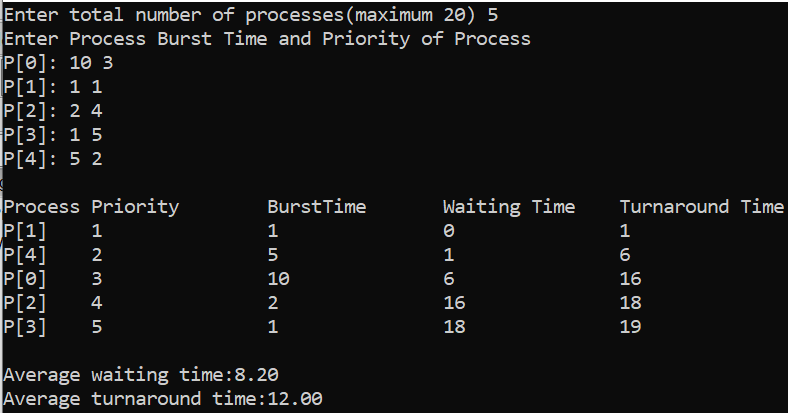 Enter total number of processes(maximum 20) 5
Enter Process Burst Time and Priority of Process
P[0]: 10 3
P[1]: 1 1
P[2]: 2 4
P[3]: 1 5
P[4]: 5 2
Process Priority BurstTime Waiting Time Turnaround Time
P[1] 1 1 0 1
P[4] 2 5 1 6
P[0] 3 10 6 16
P[2] 4 2 16 18
P[3] 5 1 18 19
Average waiting time:8.20
Average turnaround time:12.00